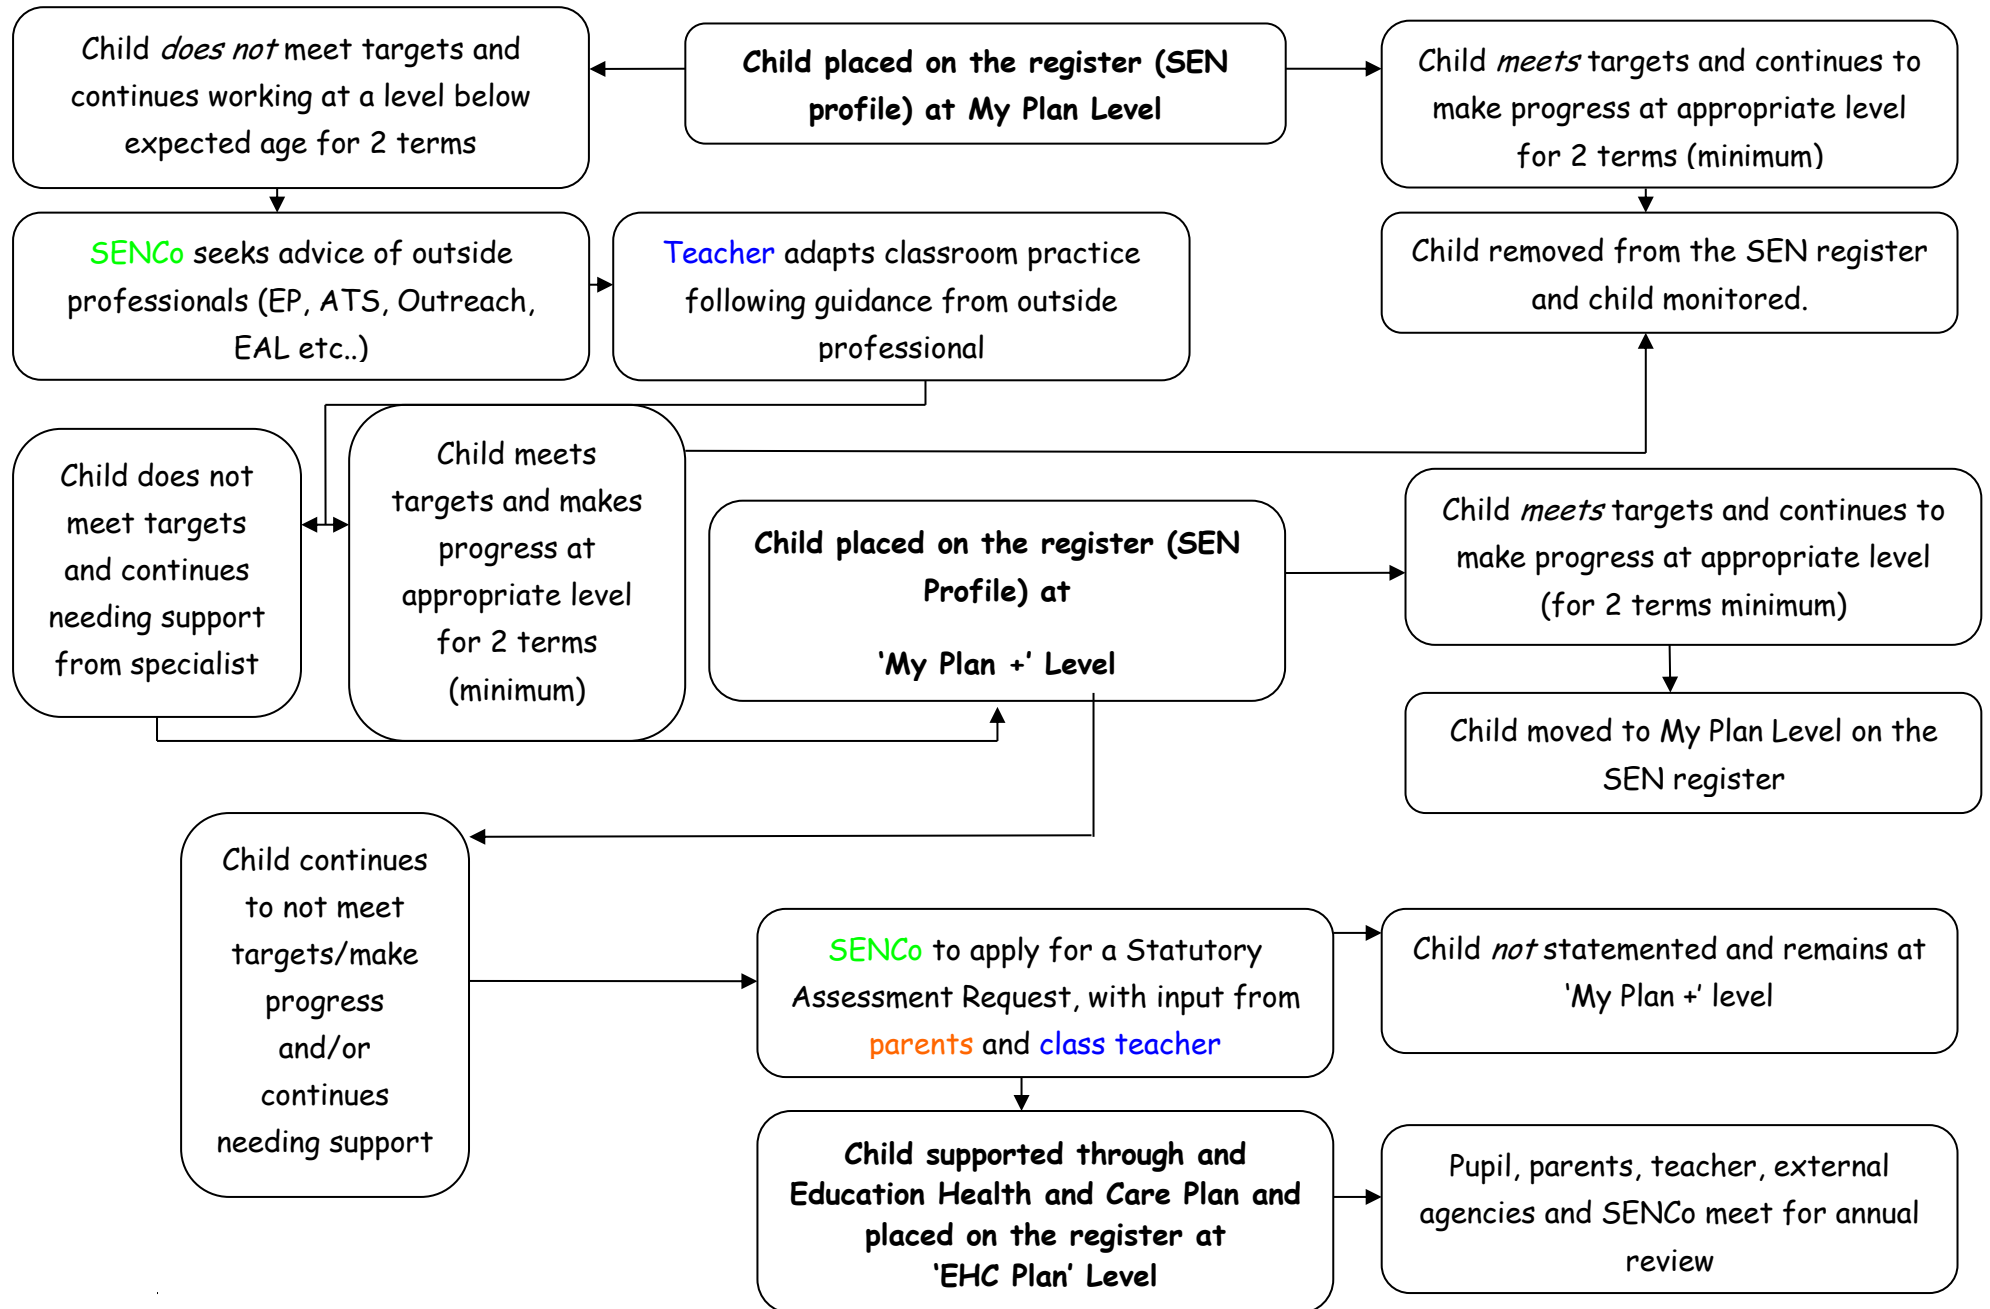 Child does not meet targets and
continues working at a level below
expected age for 2 terms
Child placed on the register (SEN
profile) at My Plan Level
Child meets targets and continues to
make progress at appropriate level
for 2 terms (minimum)
SENCo seeks advice of outside
professionals (EP, ATS, Outreach,
EAL etc..)
Teacher adapts classroom practice
following guidance from outside
professional
Child removed from the SEN register
and child monitored.
Child does not
meet targets
and continues
needing support
from specialist
Child meets
targets and makes
progress at
appropriate level
for 2 terms
(minimum)
Child placed on the register (SEN
Profile) at
‘My Plan +’ Level
Child meets targets and continues to
make progress at appropriate level
(for 2 terms minimum)
Child moved to My Plan Level on the
SEN register
Child continues
to not meet
targets/make
progress
and/or
continues
needing support
SENCo to apply for a Statutory
Assessment Request, with input from
parents and class teacher
Child not statemented and remains at
‘My Plan +’ level
Child supported through and
Education Health and Care Plan and
placed on the register at
‘EHC Plan’ Level
Pupil, parents, teacher, external
agencies and SENCo meet for annual
review